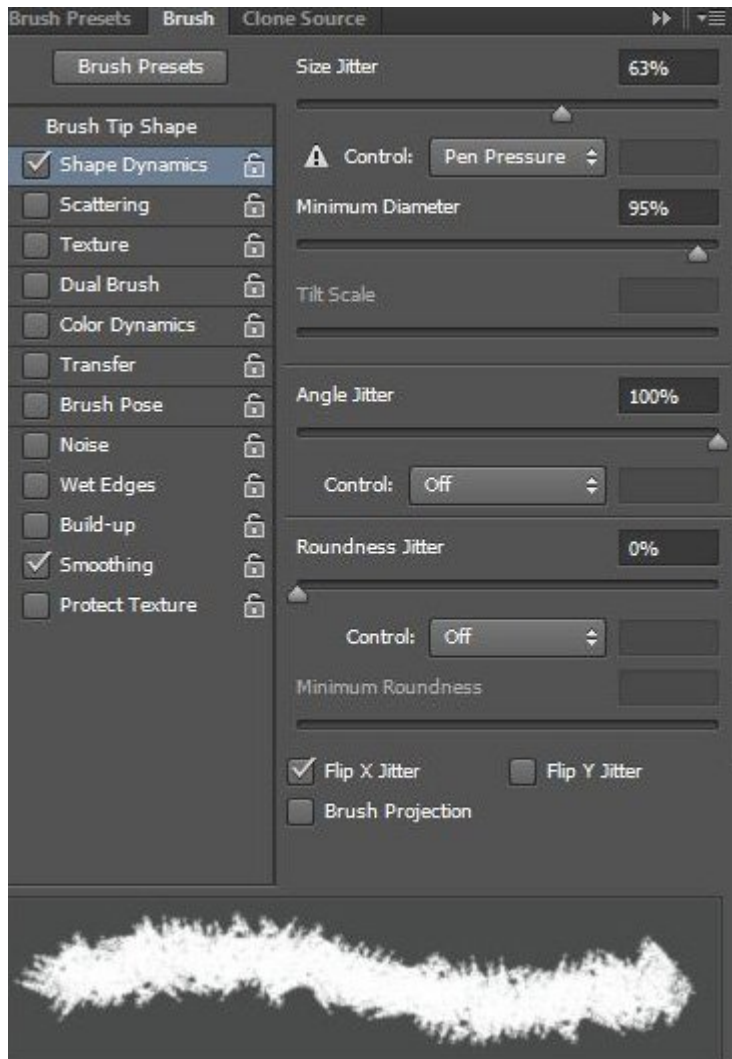 Brush Presets Brush Clone Source
Brush Presets
Brush Tip Shape
Shape Dynamics
Scattering
Texture
Dual Brush
Color Dynamics
Transfer
Brush Pose
Noise
Wet Edges
Build-up
Smoothing
Protect Texture
Size Jitter 63%
Control: Pen Pressure
Minimum Diameter 95%
Tilt Scale
Angle Jitter 100%
Control: Off
Roundness Jitter 0%
Control: Off
Minimum Roundness
Flip X Jitter Flip Y Jitter
Brush Projection